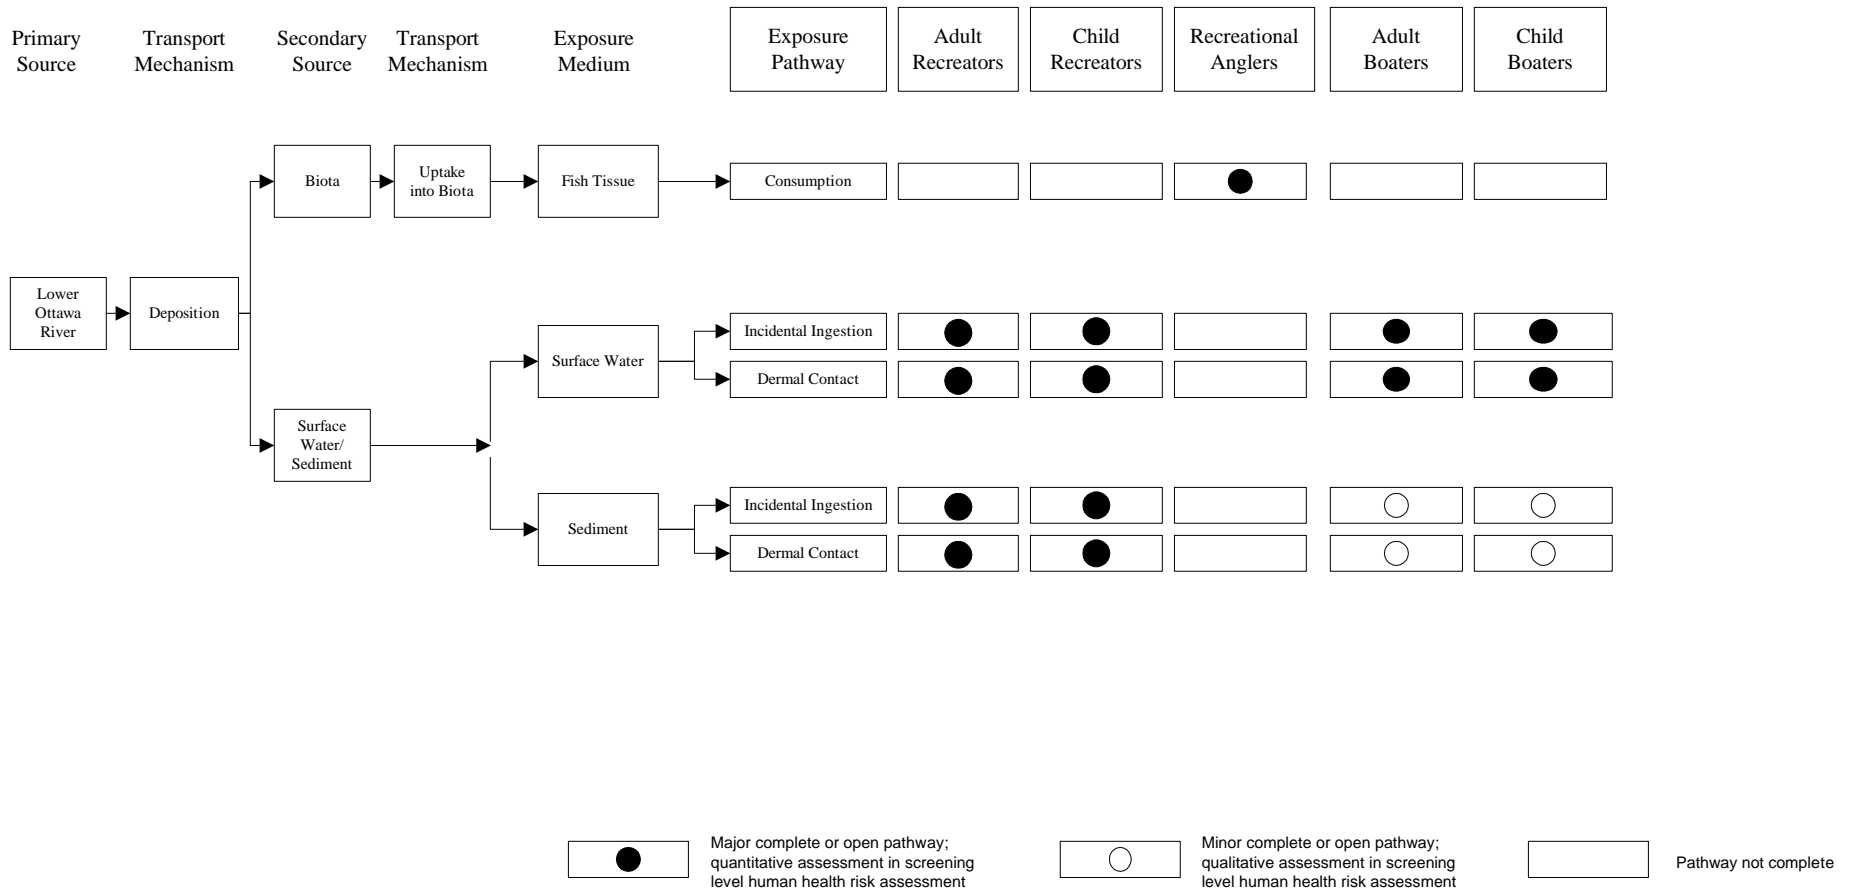 Primary
Source
Transport
Mechanism
Secondary
Source
Transport
Mechanism
Exposure
Medium
Exposure
Pathway
Adult
Recreators
Child
Recreators
Recreational
Anglers
Adult
Boaters
Child
Boaters
Biota
Uptake
into Biota
Fish Tissue
Consumption
Lower
Ottawa
River
Deposition
Surface Water
Incidental Ingestion
Dermal Contact
Surface
Water/
Sediment
Sediment
Incidental Ingestion
Dermal Contact
Major complete or open pathway;
quantitative assessment in screening
level human health risk assessment
Minor complete or open pathway;
qualitative assessment in screening
level human health risk assessment
Pathway not complete